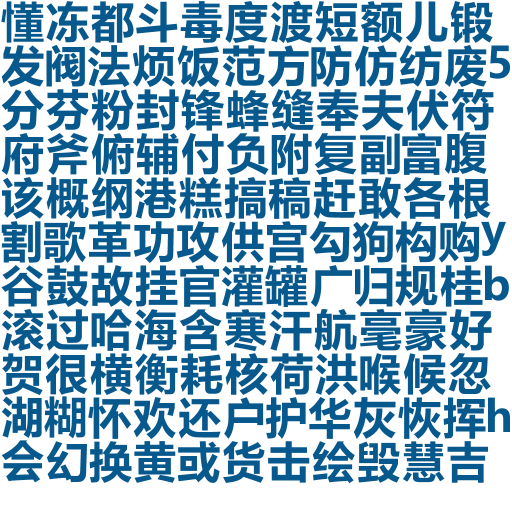 懂冻都斗毒度渡短额儿锻
发阀法烦饭范方防仿纺废5
分芬粉封锋蜂缝奉夫伏符
府斧俯辅付负附复副富腹
该概纲港糕搞稿赶敢各根
割歌革功攻供宫勾狗构购y
谷鼓故挂官灌罐广归规桂b
滚过哈海含寒汗航毫豪好
贺很横衡耗核荷洪喉候忽
湖糊怀欢还户护华灰恢挥h
会幻换黄或货击绘毁慧吉